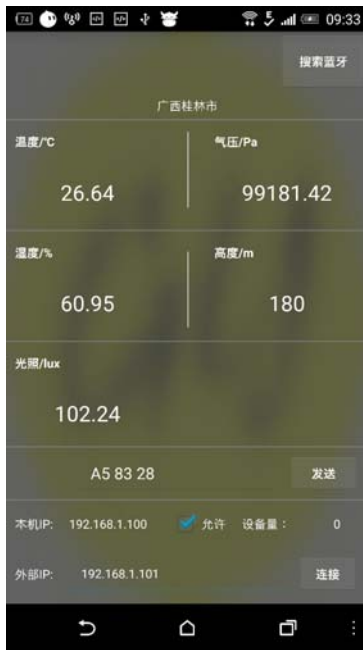 74 09:33
搜索蓝牙
广西桂林市
温度/℃ 气压/Pa
26.64 99181.42
湿度/% 高度/m
60.95 180
光照/lux
102.24
A5 83 28 发送
本机IP: 192.168.1.100 允许 设备量： 0
外部IP: 192.168.1.101 连接